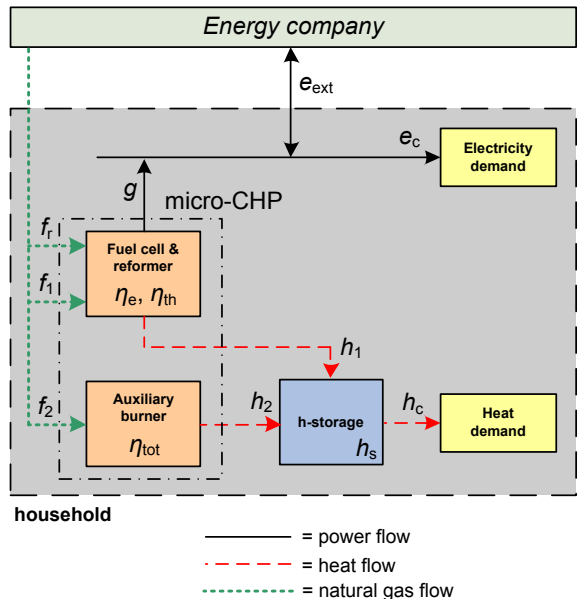 Energy company
e_ext
e_c
Electricity
demand
g
micro-CHP
f_r
Fuel cell &
reformer
f_1
η_e, η_th
h_1
f_2
Auxiliary
burner
h_2
h-storage
h_c
Heat
demand
η_tot
h_s
household
= power flow
= heat flow
= natural gas flow